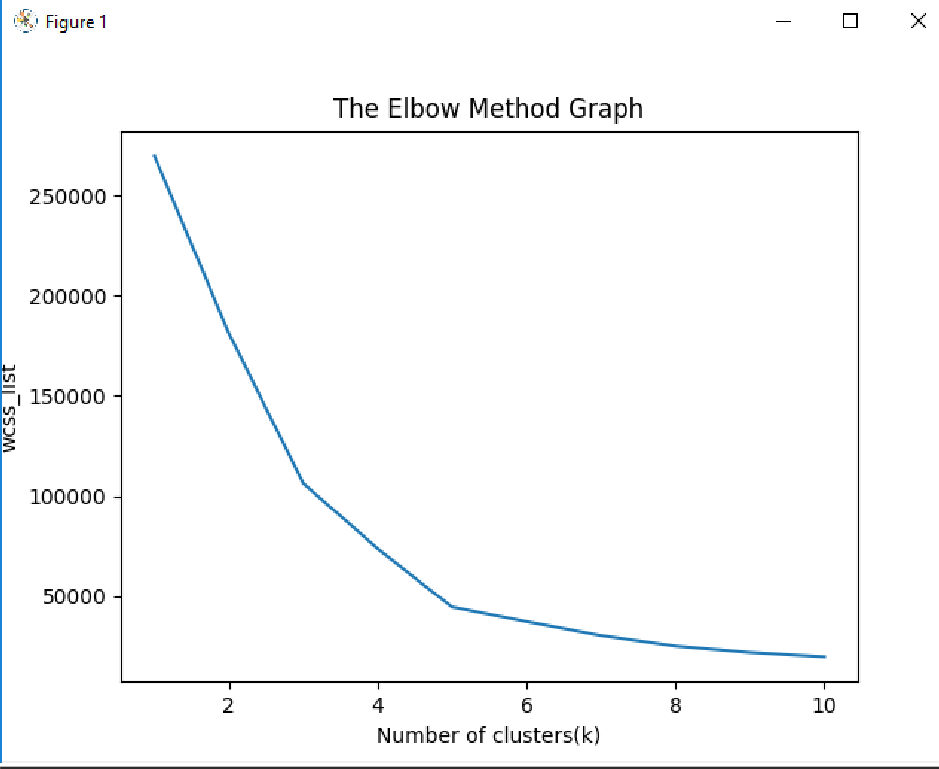 Figure 1
The Elbow Method Graph
250000
200000
150000
100000
50000
wcss_list
2 4 6 8 10
Number of clusters(k)